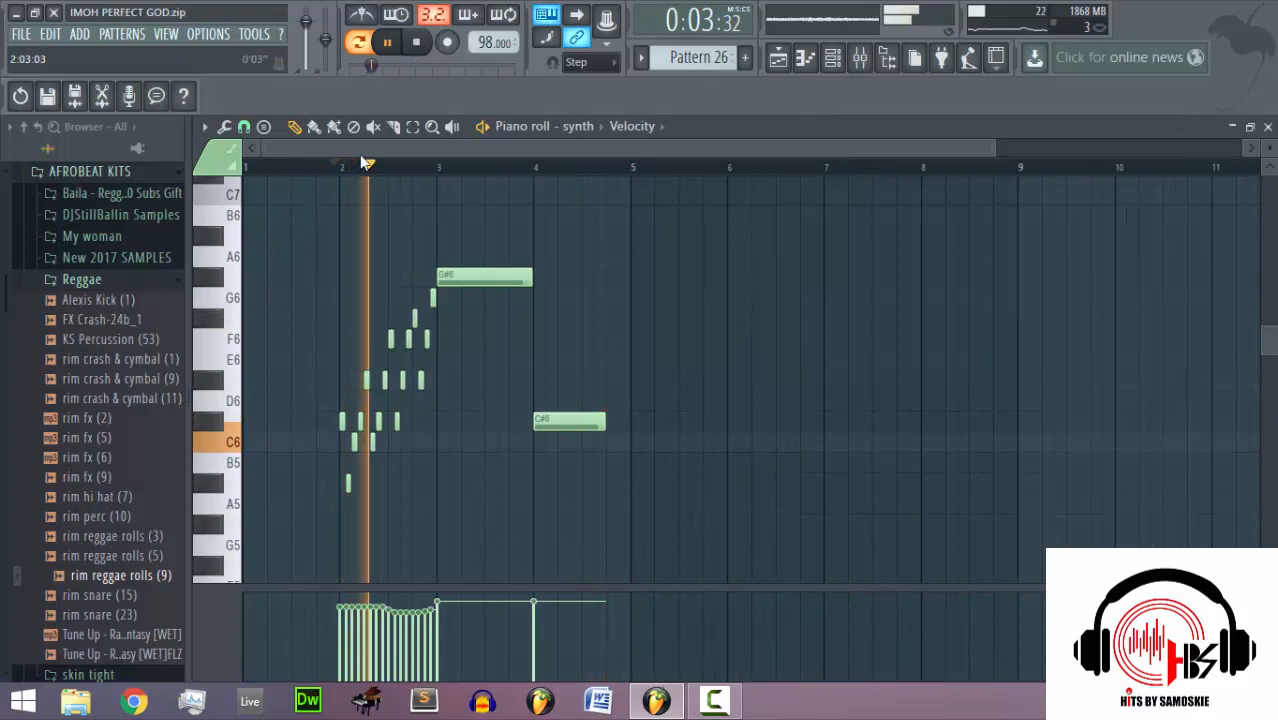 IMOH PERFECT GOD.zip
FILE EDIT ADD PATTERNS VIEW OPTIONS TOOLS ?
2:03:03 0'03"
3.2.
98.000
Step
0:03:32
M:S:CS
Pattern 26
22 1868 MB
3
Click for online news
Browser - All
Piano roll - synth Velocity
AFROBEAT KITS
Baila - Regg..0 Subs Gift
DJStillBallin Samples
My woman
New 2017 SAMPLES
Reggae
Alexis Kick (1)
FX Crash-24b_1
KS Percussion (53)
rim crash & cymbal (1)
rim crash & cymbal (9)
rim crash & cymbal (11)
rim fx (2)
rim fx (5)
rim fx (6)
rim fx (9)
rim hi hat (7)
rim perc (10)
rim reggae rolls (3)
rim reggae rolls (5)
rim reggae rolls (9)
rim snare (15)
rim snare (23)
Tune Up - Ra..ntasy [WET]
Tune Up - Ra..asy [WET]FLZ
skin tight
1 2 3 4 5 6 7 8 9 10 11
C7
B6
A6
G6
F6
E6
D6
C6
B5
A5
G5
G#6
C#6
HBS
HiTS BY SAMOSKIE
Live
Dw
S
W
C